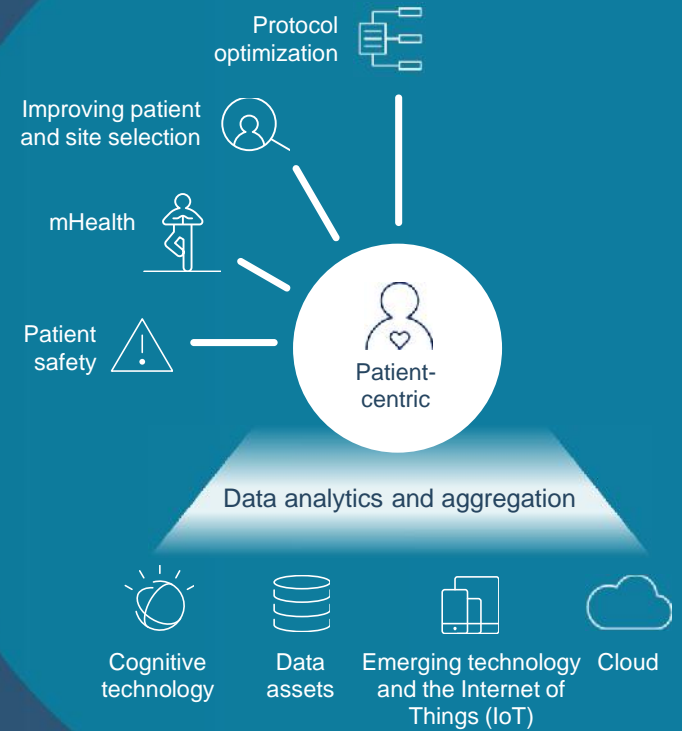 Protocol
optimization
Improving patient
and site selection
mHealth
Patient
safety
Patient-
centric
Data analytics and aggregation
Cognitive
technology
Data
assets
Emerging technology
and the Internet of
Things (IoT)
Cloud